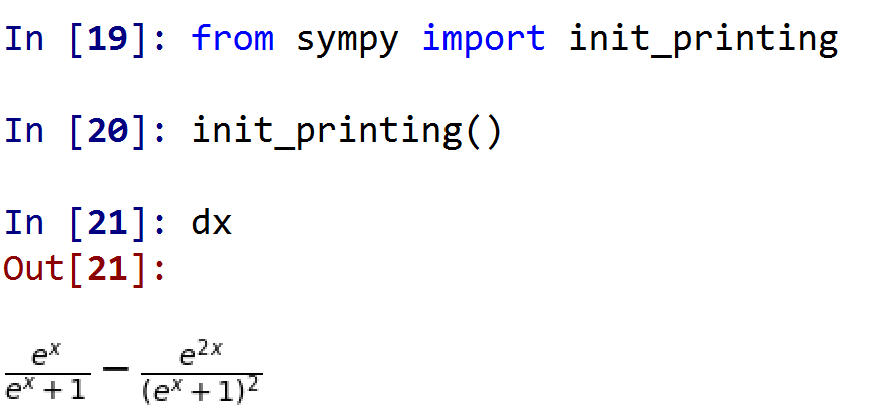 In [19]: from sympy import init_printing
In [20]: init_printing()
In [21]: dx
Out[21]:
e^x/(e^x + 1) − e^(2x)/(e^x + 1)^2